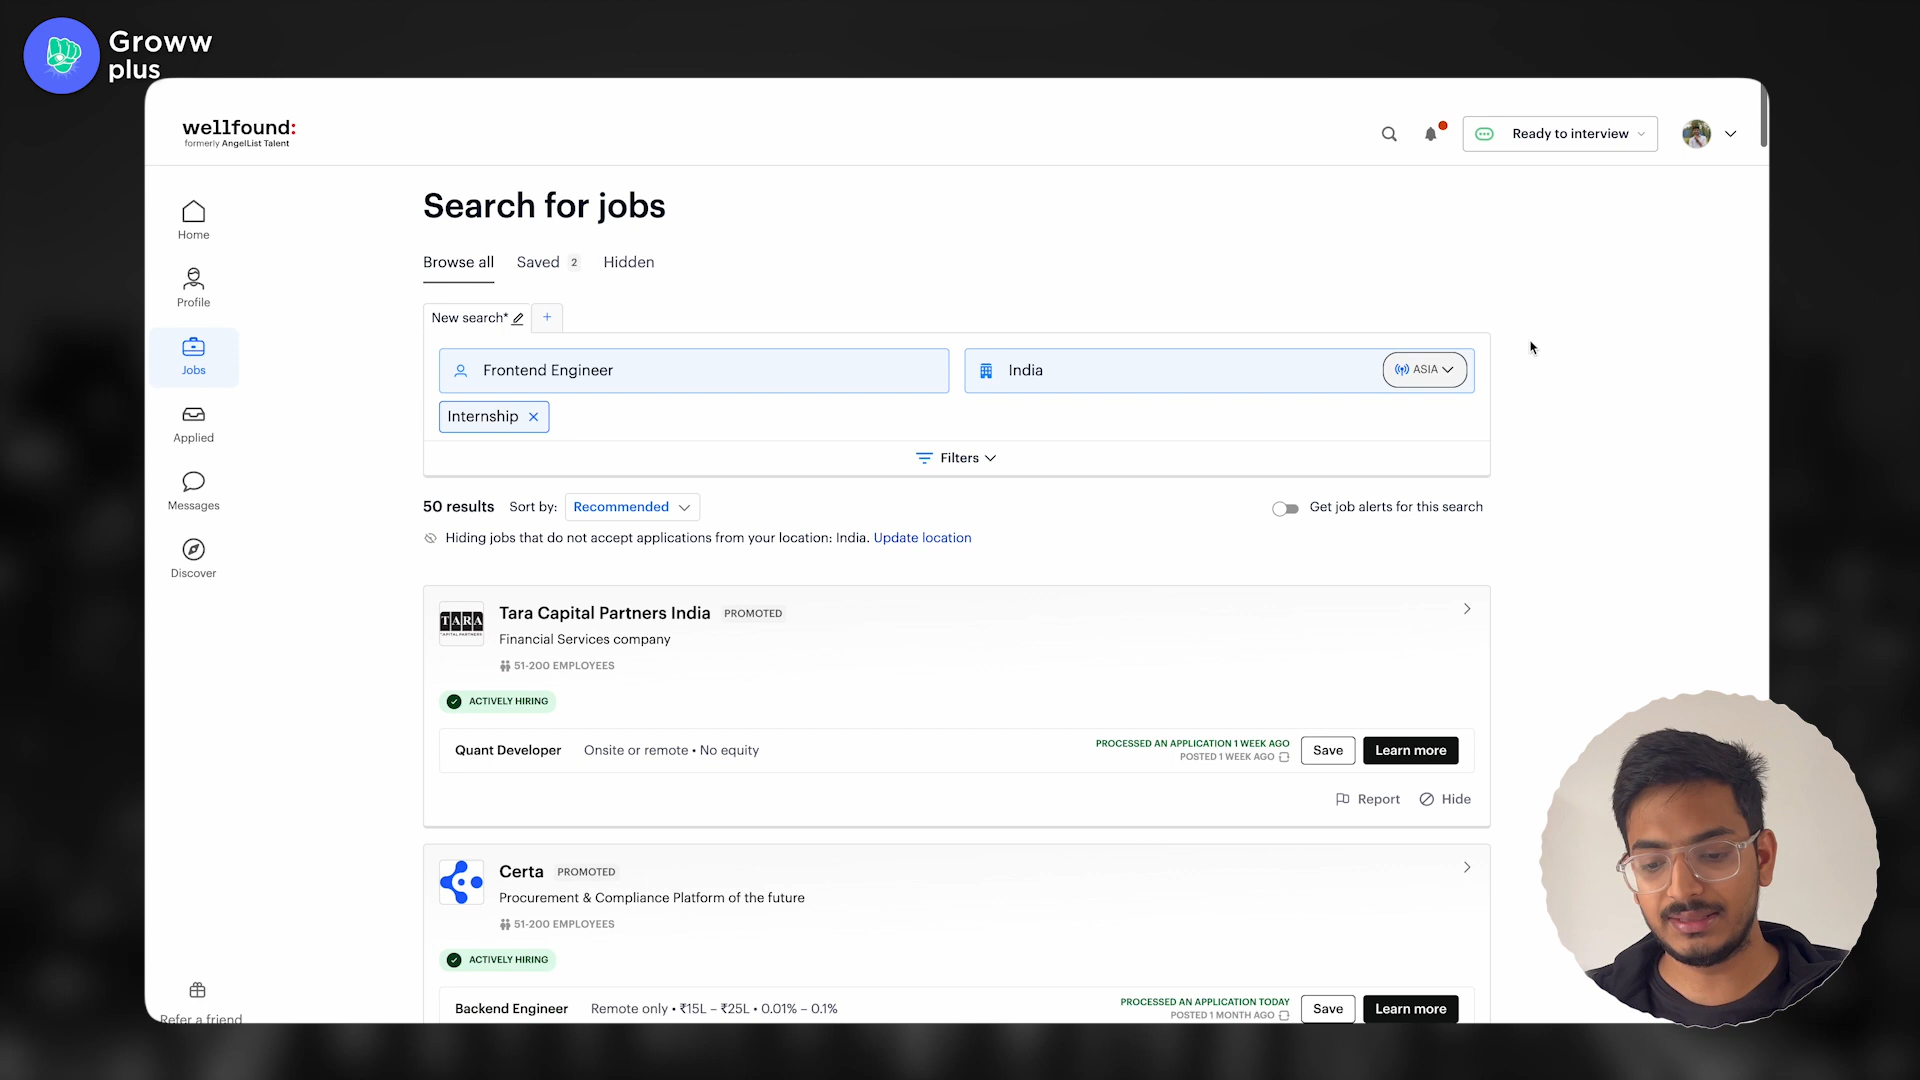 Groww
plus
wellfound:
formerly AngelList Talent
Ready to interview
Home
Profile
Jobs
Applied
Messages
Discover
Refer a friend
Search for jobs
Browse all
Saved 2
Hidden
New search*
+
Frontend Engineer
India
ASIA
Internship ×
Filters
50 results
Sort by:
Recommended
Get job alerts for this search
Hiding jobs that do not accept applications from your location: India. Update location
TARA
CAPITAL PARTNERS
Tara Capital Partners India
PROMOTED
Financial Services company
51-200 EMPLOYEES
ACTIVELY HIRING
Quant Developer
Onsite or remote • No equity
PROCESSED AN APPLICATION 1 WEEK AGO
POSTED 1 WEEK AGO
Save
Learn more
Report
Hide
Certa
PROMOTED
Procurement & Compliance Platform of the future
51-200 EMPLOYEES
ACTIVELY HIRING
Backend Engineer
Remote only • ₹15L – ₹25L • 0.01% – 0.1%
PROCESSED AN APPLICATION TODAY
POSTED 1 MONTH AGO
Save
Learn more